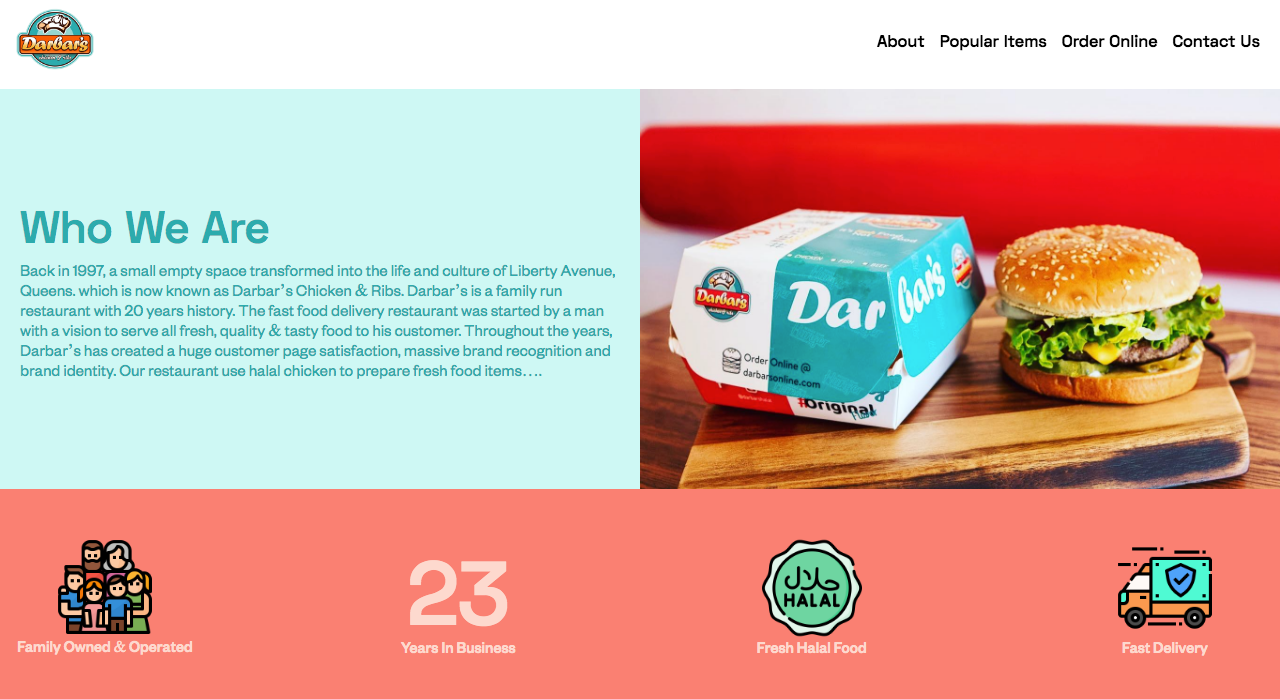 Darbar's
About Popular Items Order Online Contact Us
Who We Are
Back in 1997, a small empty space transformed into the life and culture of Liberty Avenue,
Queens. which is now known as Darbar's Chicken & Ribs. Darbar's is a family run
restaurant with 20 years history. The fast food delivery restaurant was started by a man
with a vision to serve all fresh, quality & tasty food to his customer. Throughout the years,
Darbar's has created a huge customer page satisfaction, massive brand recognition and
brand identity. Our restaurant use halal chicken to prepare fresh food items....
Darbar's
Dar
bar's
Order Online @
darbarsonline.com
#Original
23
حلال
HALAL
Family Owned & Operated
Years In Business
Fresh Halal Food
Fast Delivery